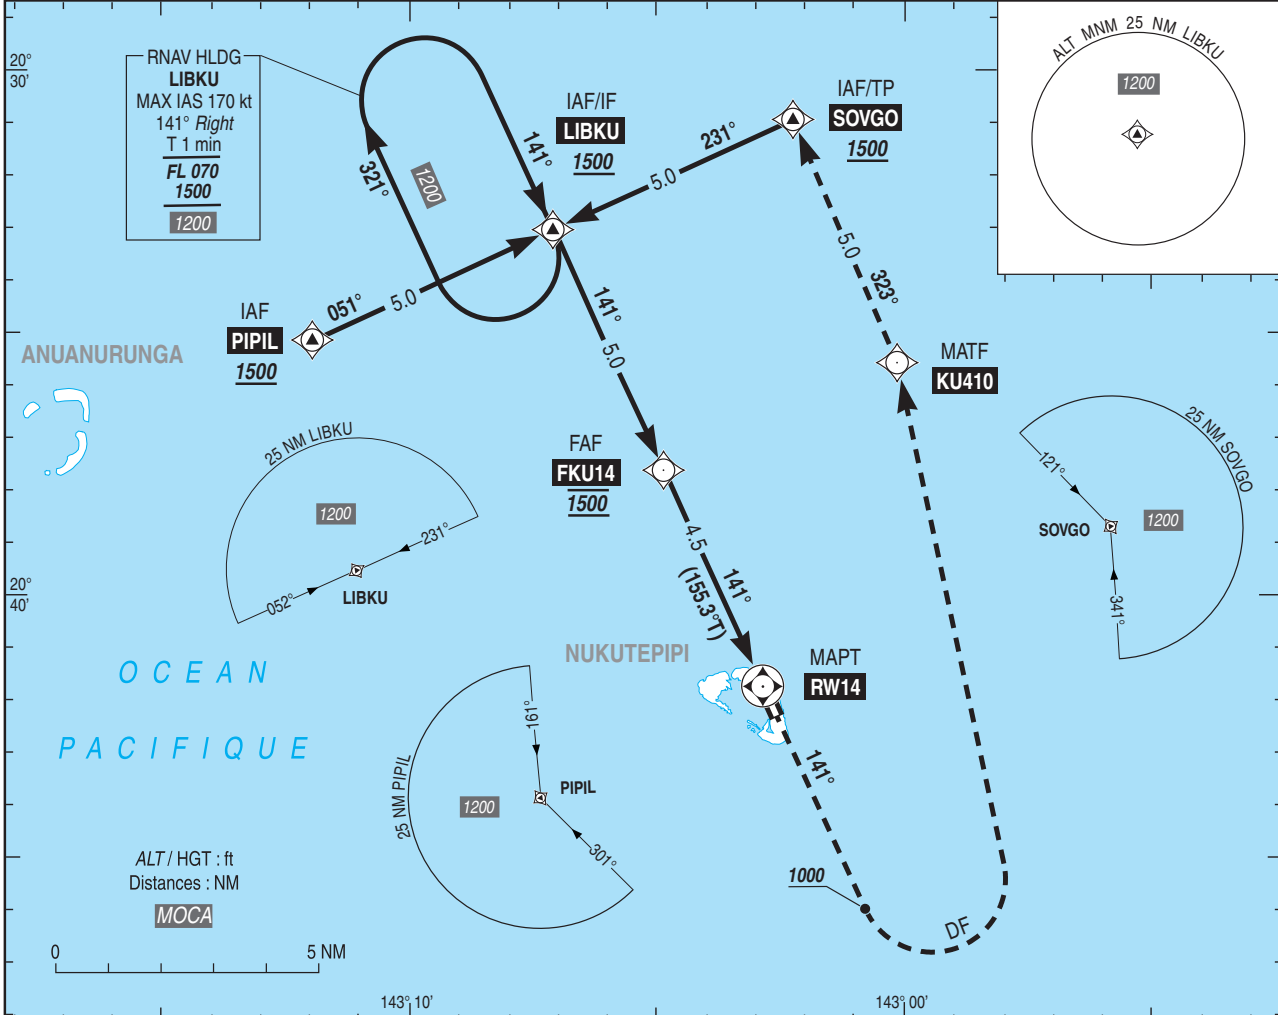 20°
30'
RNAV HLDG
LIBKU
MAX IAS 170 kt
141° Right
T 1 min
FL 070
1500
1200
321°
1200
141°
IAF/IF
LIBKU
1500
231°
5.0
IAF/TP
SOVGO
1500
ALT MNM 25 NM LIBKU
1200
5.0
323°
IAF
PIPIL
1500
051°
5.0
141°
5.0
MATF
KU410
ANUANURUNGA
25 NM LIBKU
1200
231°
052°
LIBKU
FAF
FKU14
1500
4.5
141°
(155.3°T)
25 NM SOVGO
121°
SOVGO
1200
341°
20°
40'
OCEAN
PACIFIQUE
NUKUTEPIPI
MAPT
RW14
141°
161°
25 NM PIPIL
1200
PIPIL
301°
1000
DF
ALT / HGT : ft
Distances : NM
MOCA
0
5 NM
143° 10'
143° 00'